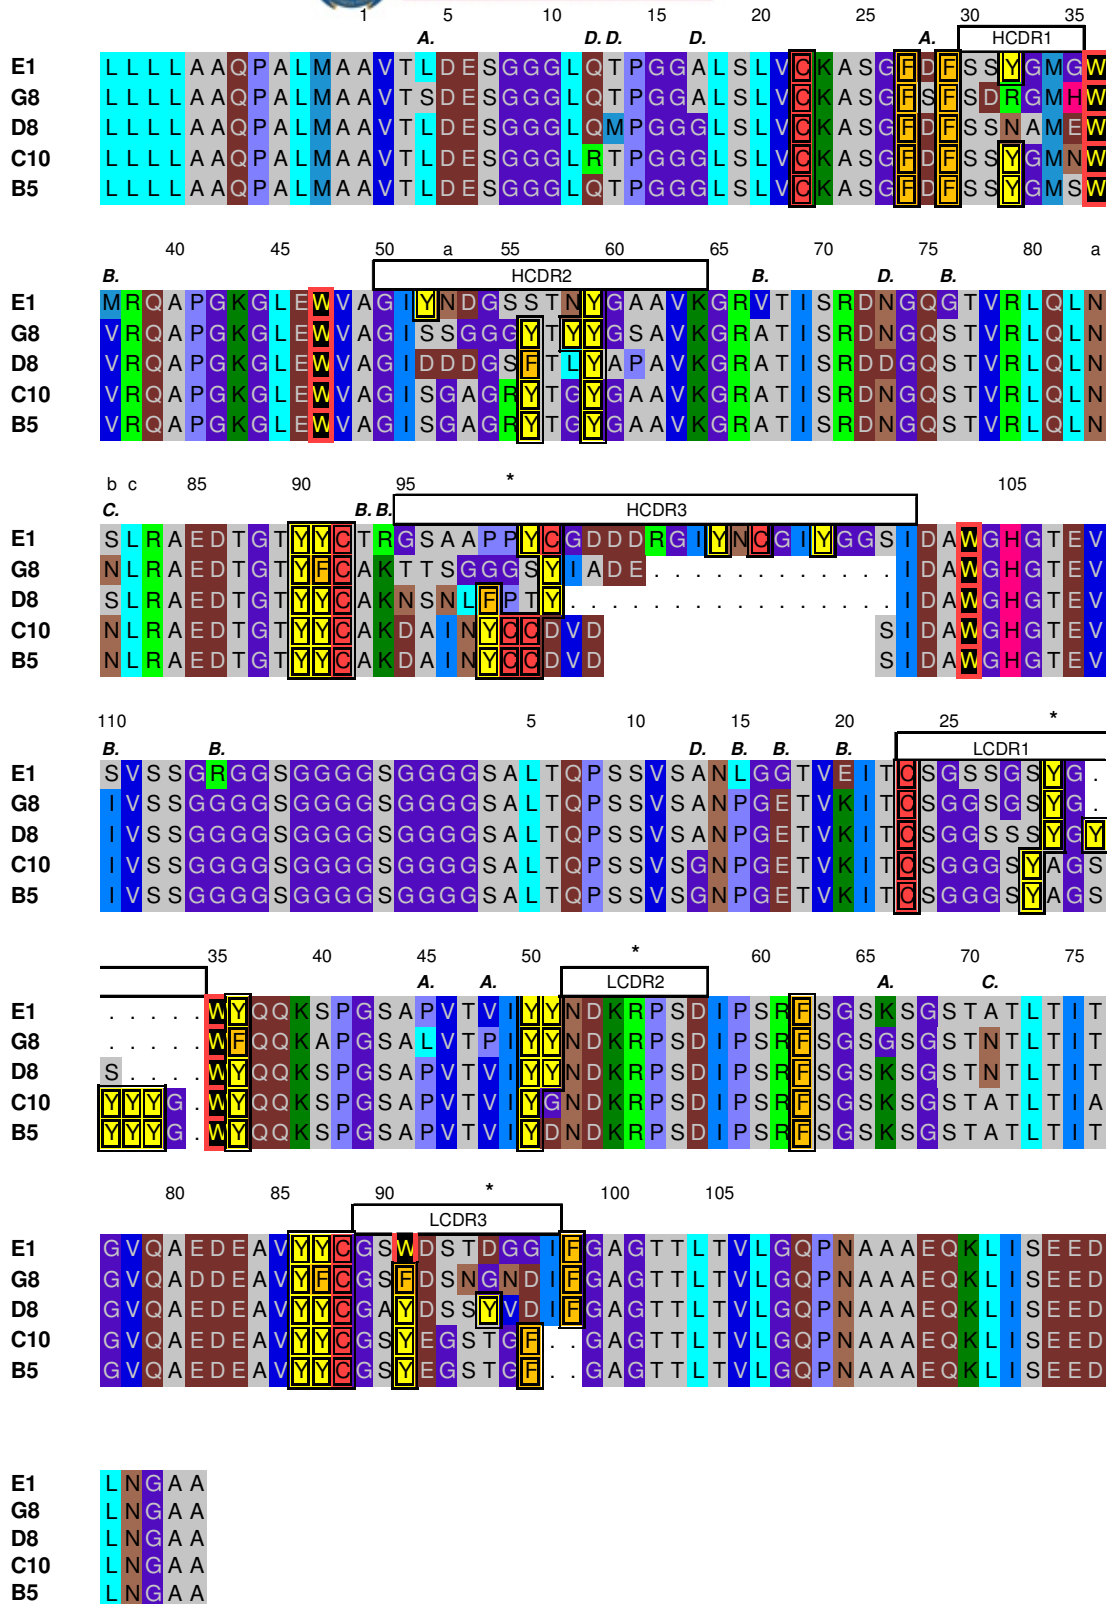 1 5 10 15 20 25 30 35
A. D. D. D. A. HCDR1
E1 LLLLAAQPALMAAVTLDESGGGLQTPGGALSLVCKASGFDFSSYGMGW
G8 LLLLAAQPALMAAVTSDESGGGLQTPGGALSLVCKASGFSFSDRGMHW
D8 LLLLAAQPALMAAVTLDESGGGLQMPGGGLSLVCKASGFDFSSNAMEW
C10 LLLLAAQPALMAAVTLDESGGGLRTPGGGLSLVCKASGFDFSSYGMNW
B5 LLLLAAQPALMAAVTLDESGGGLQTPGGGLSLVCKASGFDFSSYGMSW
40 45 50 a 55 60 65 70 75 80 a
B. HCDR2 B. D. B.
E1 MRQAPGKGLEWVAGIYNDGSSTNYGAAVKGRVTISRDNGQGTVRLQLN
G8 VRQAPGKGLEWVAGISSGGGYTYYGSAVKGRATISRDNGQSTVRLQLN
D8 VRQAPGKGLEWVAGIDDDGSFTLYAPAVKGRATISRDDGQSTVRLQLN
C10 VRQAPGKGLEWVAGISGAGRYTGYGAAVKGRATISRDNGQSTVRLQLN
B5 VRQAPGKGLEWVAGISGAGRYTGYGAAVKGRATISRDNGQSTVRLQLN
b c 85 90 95 * 105
C. B. B. HCDR3
E1 SLRAEDTGTYYCTRGSAAPPYCGDDDRGIYNCGIYGGSIDAWGHGTEV
G8 NLRAEDTGTYFCAKTTSGGGSYIADE............IDAWGHGTEV
D8 SLRAEDTGTYYCAKNSNLFPTY................IDAWGHGTEV
C10 NLRAEDTGTYYCAKDAINYCCDVD SIDAWGHGTEV
B5 NLRAEDTGTYYCAKDAINYCCDVD SIDAWGHGTEV
110 5 10 15 20 25 *
B. B. D. B. B. B. LCDR1
E1 SVSSGRGGSGGGGSGGGGSALTQPSSVSANLGGTVEITCSGSSGSYG.
G8 IVSSGGGGSGGGGSGGGGSALTQPSSVSANPGETVKITCSGGSGSYG.
D8 IVSSGGGGSGGGGSGGGGSALTQPSSVSANPGETVKITCSGGSSSYGY
C10 IVSSGGGGSGGGGSGGGGSALTQPSSVSGNPGETVKITCSGGGSYAGS
B5 IVSSGGGGSGGGGSGGGGSALTQPSSVSGNPGETVKITCSGGGSYAGS
35 40 45 50 * 60 65 70 75
A. B. LCDR2 A. C.
E1 .....WYQQKSPGSAPVTVIYYNDKRPSDIPSRFSGSKSGSTATLTIT
G8 .....WFQQKAPGSALVTPIYYNDKRPSDIPSRFSGSGSGSTNTLTIT
D8 S....WYQQKSPGSAPVTVIYYNDKRPSDIPSRFSGSKSGSTNTLTIT
C10 YYYG.WYQQKSPGSAPVTVIYGNDKRPSDIPSRFSGSKSGSTATLTIA
B5 YYYG.WYQQKSPGSAPVTVIYDNDKRPSDIPSRFSGSKSGSTATLTIT
80 85 90 * 100 105
LCDR3
E1 GVQAEDEAVYYCGSWDSTDGGIFGAGTTLTVLGQPNAAAEQKLISEED
G8 GVQADDEAVYFCGSFDSNGNDIFGAGTTLTVLGQPNAAAEQKLISEED
D8 GVQAEDEAVYYCGAYDSSYVDIFGAGTTLTVLGQPNAAAEQKLISEED
C10 GVQAEDEAVYYCGSYEGSTGF..GAGTTLTVLGQPNAAAEQKLISEED
B5 GVQAEDEAVYYCGSYEGSTGF..GAGTTLTVLGQPNAAAEQKLISEED
E1 LNGAA
G8 LNGAA
D8 LNGAA
C10 LNGAA
B5 LNGAA